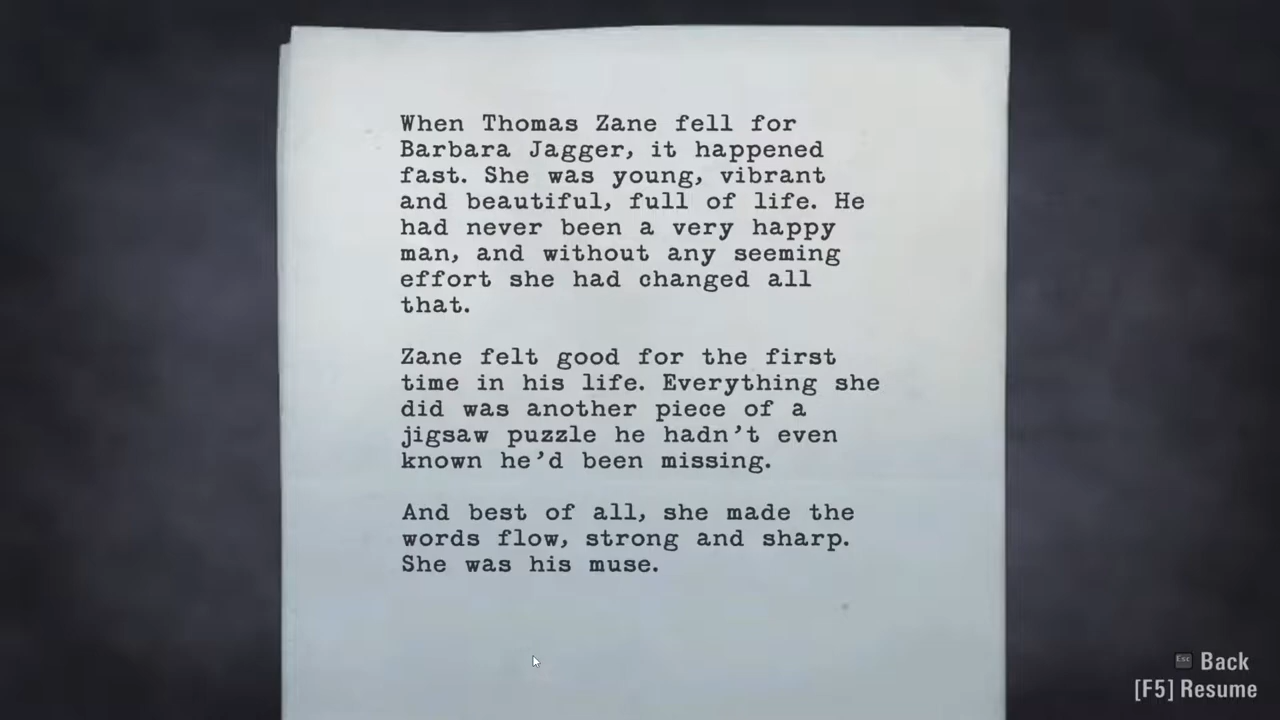 When Thomas Zane fell for
Barbara Jagger, it happened
fast. She was young, vibrant
and beautiful, full of life. He
had never been a very happy
man, and without any seeming
effort she had changed all
that.
Zane felt good for the first
time in his life. Everything she
did was another piece of a
jigsaw puzzle he hadn’t even
known he’d been missing.
And best of all, she made the
words flow, strong and sharp.
She was his muse.
Esc Back
[F5] Resume